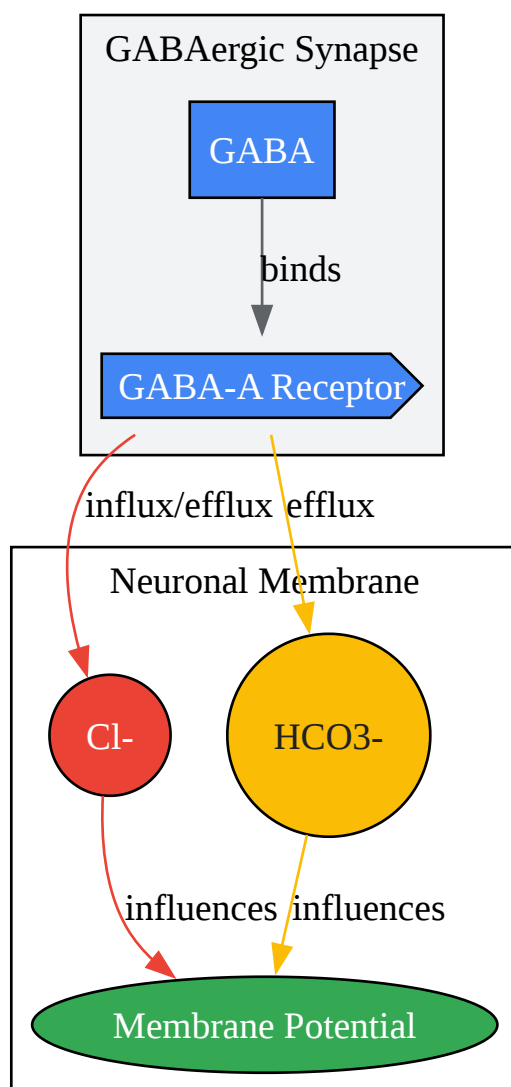 GABAergic Synapse
GABA
binds
GABA-A Receptor
influx/efflux
efflux
Neuronal Membrane
Cl-
HCO3-
influences
influences
Membrane Potential